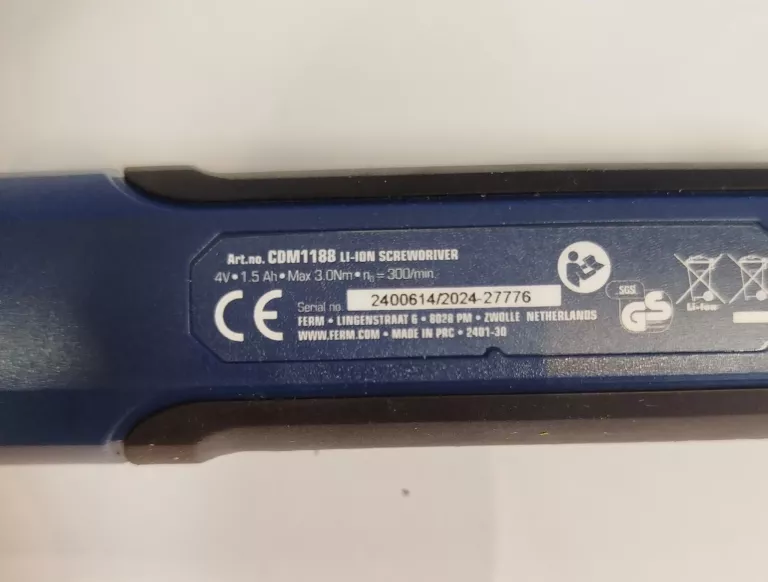 Art.no. CDM1188 LI-ION SCREWDRIVER
4V • 1.5 Ah • Max 3.0Nm • n₀ = 300/min
CE
Serial no. 2400614/2024-27776
FERM • LINGENSTRAAT 6 • 8028 PM • ZWOLLE NETHERLANDS
WWW.FERM.COM • MADE IN PRC • 2401-30
SGS
GS
Li-Ion